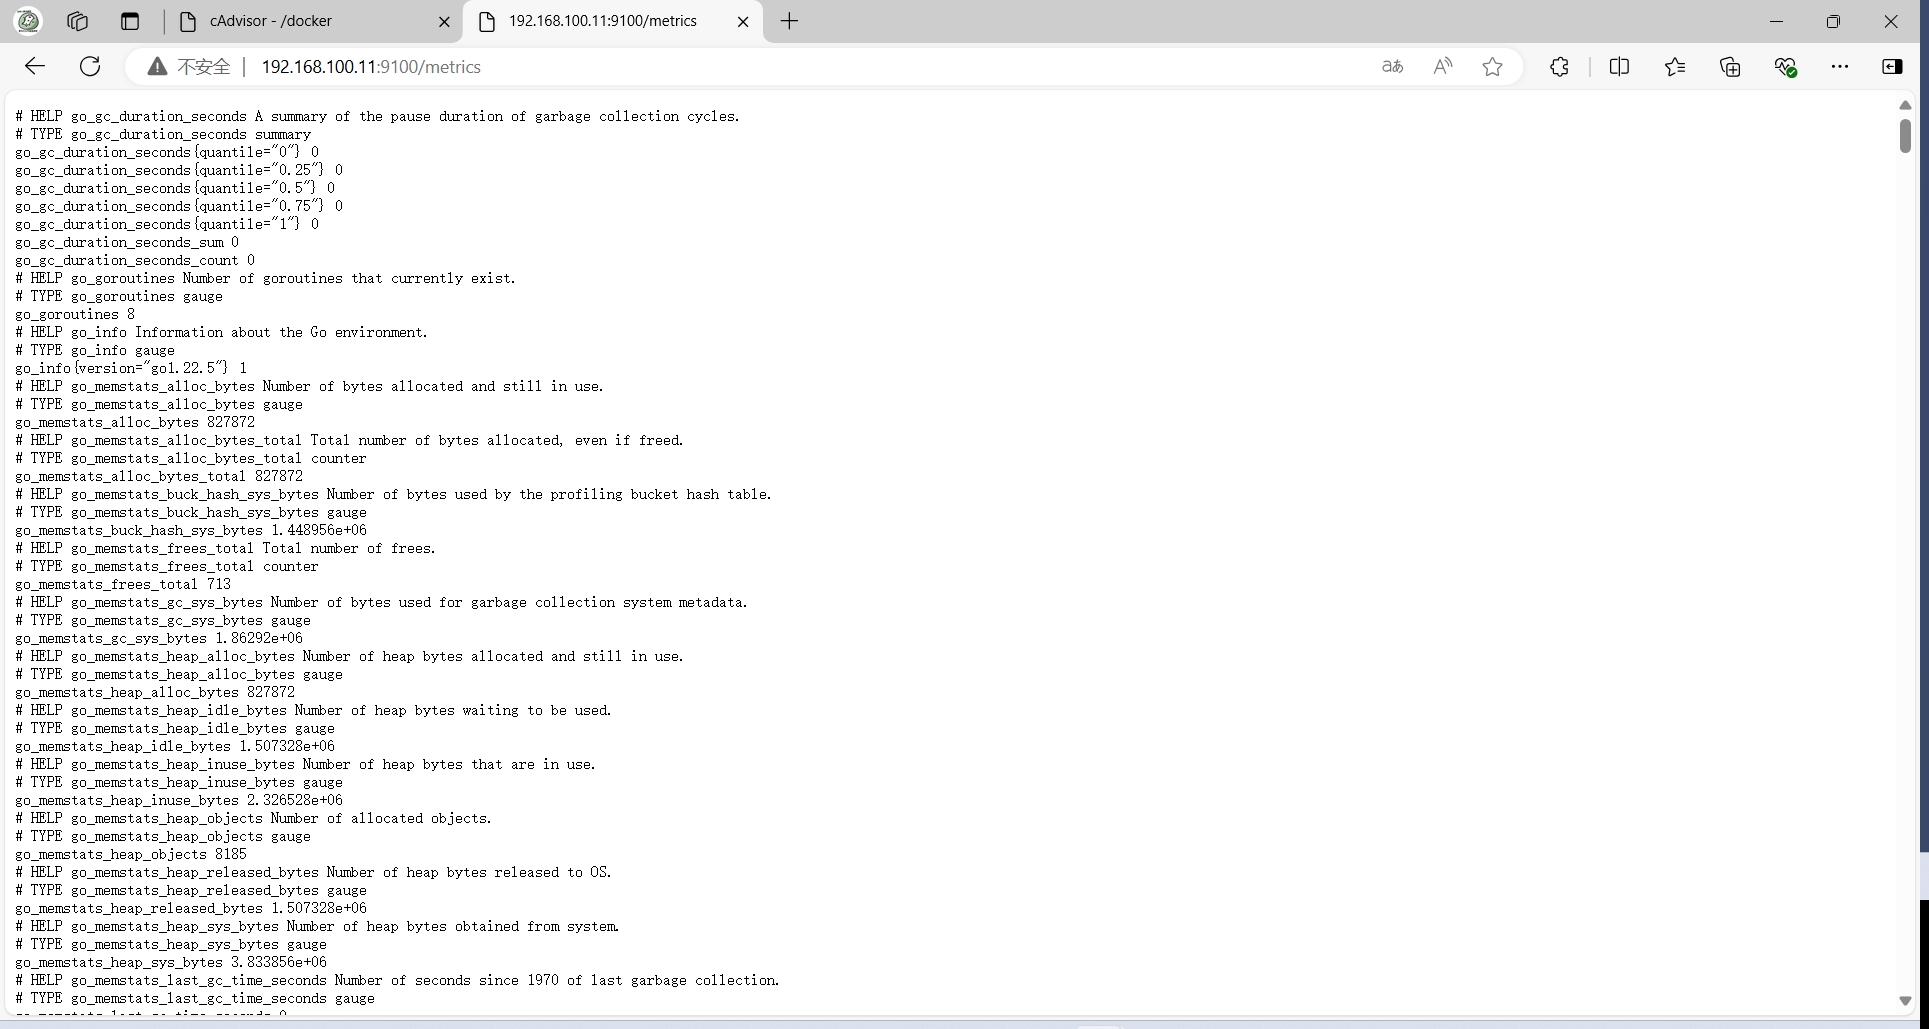 cAdvisor - /docker
192.168.100.11:9100/metrics
不安全 | 192.168.100.11:9100/metrics
# HELP go_gc_duration_seconds A summary of the pause duration of garbage collection cycles.
# TYPE go_gc_duration_seconds summary
go_gc_duration_seconds{quantile="0"} 0
go_gc_duration_seconds{quantile="0.25"} 0
go_gc_duration_seconds{quantile="0.5"} 0
go_gc_duration_seconds{quantile="0.75"} 0
go_gc_duration_seconds{quantile="1"} 0
go_gc_duration_seconds_sum 0
go_gc_duration_seconds_count 0
# HELP go_goroutines Number of goroutines that currently exist.
# TYPE go_goroutines gauge
go_goroutines 8
# HELP go_info Information about the Go environment.
# TYPE go_info gauge
go_info{version="go1.22.5"} 1
# HELP go_memstats_alloc_bytes Number of bytes allocated and still in use.
# TYPE go_memstats_alloc_bytes gauge
go_memstats_alloc_bytes 827872
# HELP go_memstats_alloc_bytes_total Total number of bytes allocated, even if freed.
# TYPE go_memstats_alloc_bytes_total counter
go_memstats_alloc_bytes_total 827872
# HELP go_memstats_buck_hash_sys_bytes Number of bytes used by the profiling bucket hash table.
# TYPE go_memstats_buck_hash_sys_bytes gauge
go_memstats_buck_hash_sys_bytes 1.448956e+06
# HELP go_memstats_frees_total Total number of frees.
# TYPE go_memstats_frees_total counter
go_memstats_frees_total 713
# HELP go_memstats_gc_sys_bytes Number of bytes used for garbage collection system metadata.
# TYPE go_memstats_gc_sys_bytes gauge
go_memstats_gc_sys_bytes 1.86292e+06
# HELP go_memstats_heap_alloc_bytes Number of heap bytes allocated and still in use.
# TYPE go_memstats_heap_alloc_bytes gauge
go_memstats_heap_alloc_bytes 827872
# HELP go_memstats_heap_idle_bytes Number of heap bytes waiting to be used.
# TYPE go_memstats_heap_idle_bytes gauge
go_memstats_heap_idle_bytes 1.507328e+06
# HELP go_memstats_heap_inuse_bytes Number of heap bytes that are in use.
# TYPE go_memstats_heap_inuse_bytes gauge
go_memstats_heap_inuse_bytes 2.326528e+06
# HELP go_memstats_heap_objects Number of allocated objects.
# TYPE go_memstats_heap_objects gauge
go_memstats_heap_objects 8185
# HELP go_memstats_heap_released_bytes Number of heap bytes released to OS.
# TYPE go_memstats_heap_released_bytes gauge
go_memstats_heap_released_bytes 1.507328e+06
# HELP go_memstats_heap_sys_bytes Number of heap bytes obtained from system.
# TYPE go_memstats_heap_sys_bytes gauge
go_memstats_heap_sys_bytes 3.833856e+06
# HELP go_memstats_last_gc_time_seconds Number of seconds since 1970 of last garbage collection.
# TYPE go_memstats_last_gc_time_seconds gauge